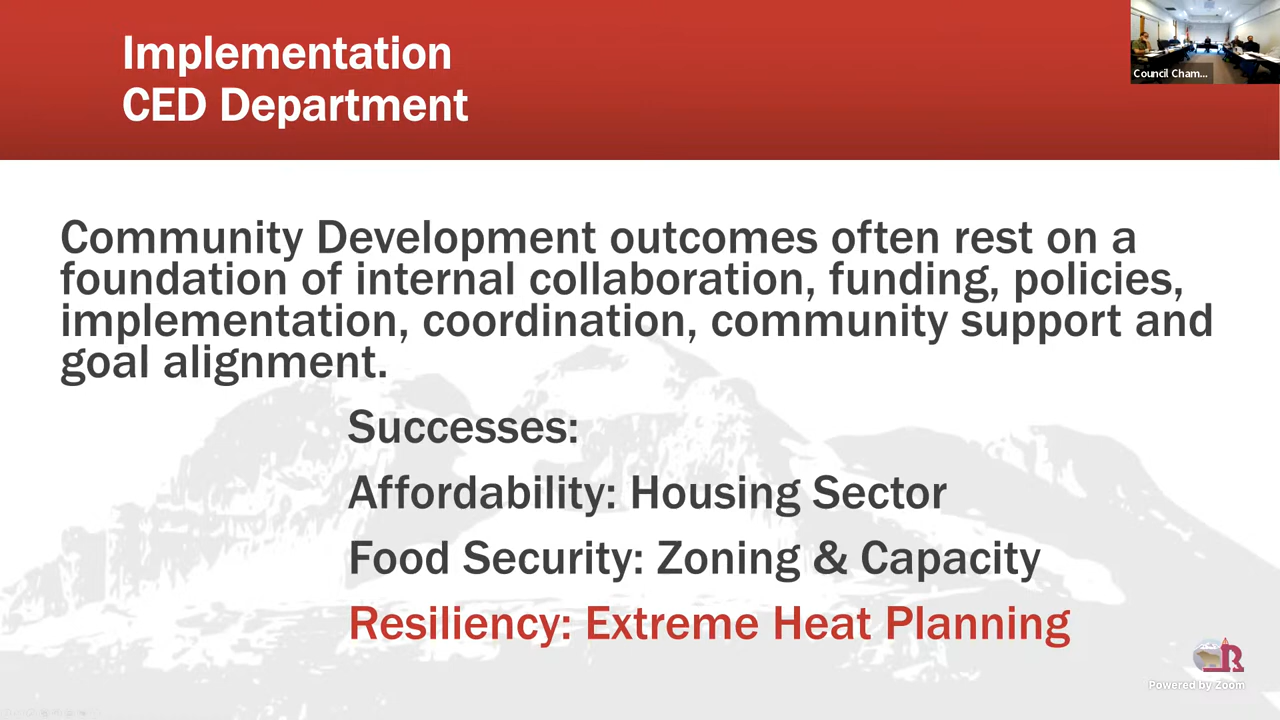 Implementation
CED Department
Council Cham...
Community Development outcomes often rest on a
foundation of internal collaboration, funding, policies,
implementation, coordination, community support and
goal alignment.
Successes:
Affordability: Housing Sector
Food Security: Zoning & Capacity
Resiliency: Extreme Heat Planning
R
Powered by Zoom